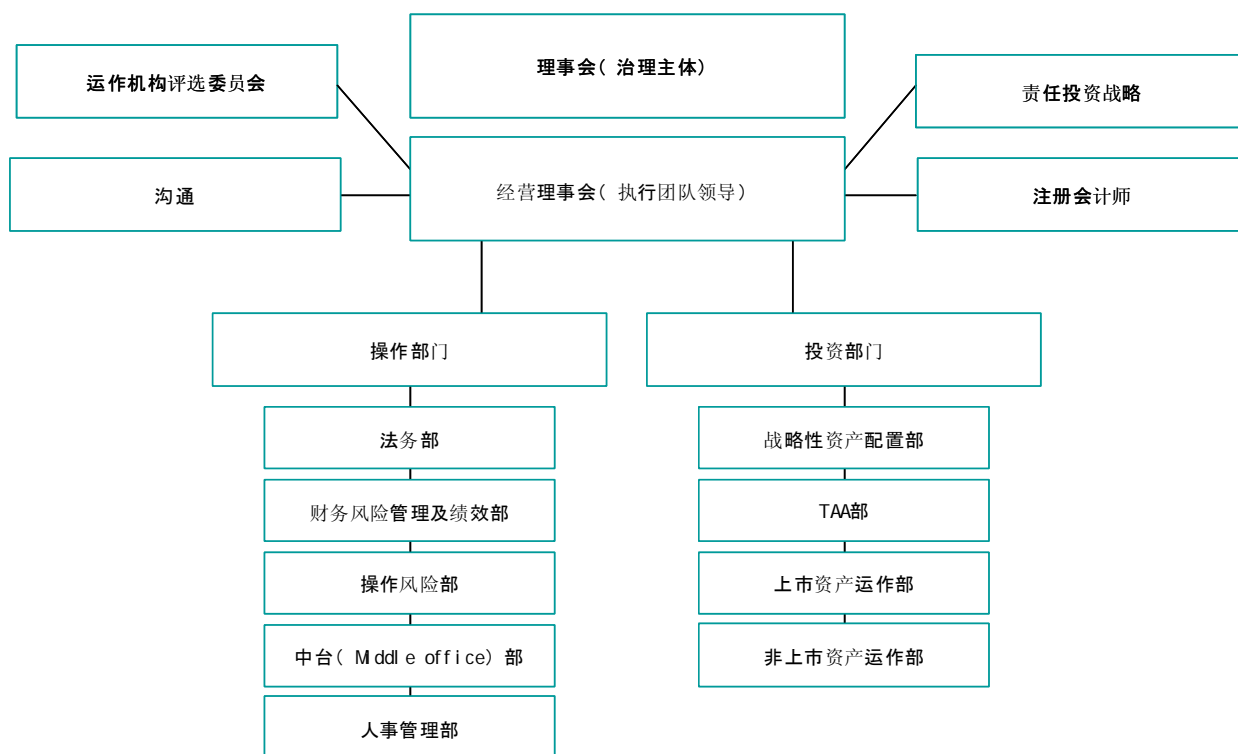 理事会( 治理主体)
运作机构评选委员会
责任投资战略
沟通
经营理事会( 执行团队领导)
注册会计师
操作部门
投资部门
法务部
战略性资产配置部
财务风险管理及绩效部
TAA部
操作风险部
上市资产运作部
中台( Middle office) 部
非上市资产运作部
人事管理部